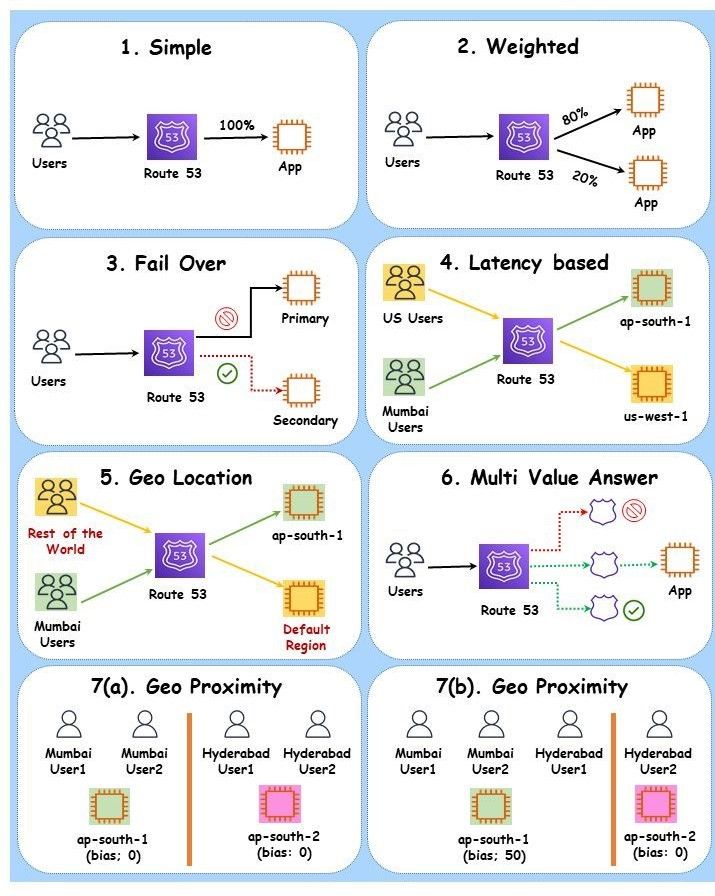 1. Simple
Users
53
Route 53
100%
App
2. Weighted
Users
53
Route 53
80%
App
20%
App
3. Fail Over
Users
53
Route 53
Primary
Secondary
4. Latency based
US Users
Mumbai
Users
53
Route 53
ap-south-1
us-west-1
5. Geo Location
Rest of the
World
Mumbai
Users
53
Route 53
ap-south-1
Default
Region
6. Multi Value Answer
Users
53
Route 53
App
7(a). Geo Proximity
Mumbai
User1
Mumbai
User2
Hyderabad
User1
Hyderabad
User2
ap-south-1
(bias; 0)
ap-south-2
(bias: 0)
7(b). Geo Proximity
Mumbai
User1
Mumbai
User2
Hyderabad
User1
Hyderabad
User2
ap-south-1
(bias; 50)
ap-south-2
(bias: 0)